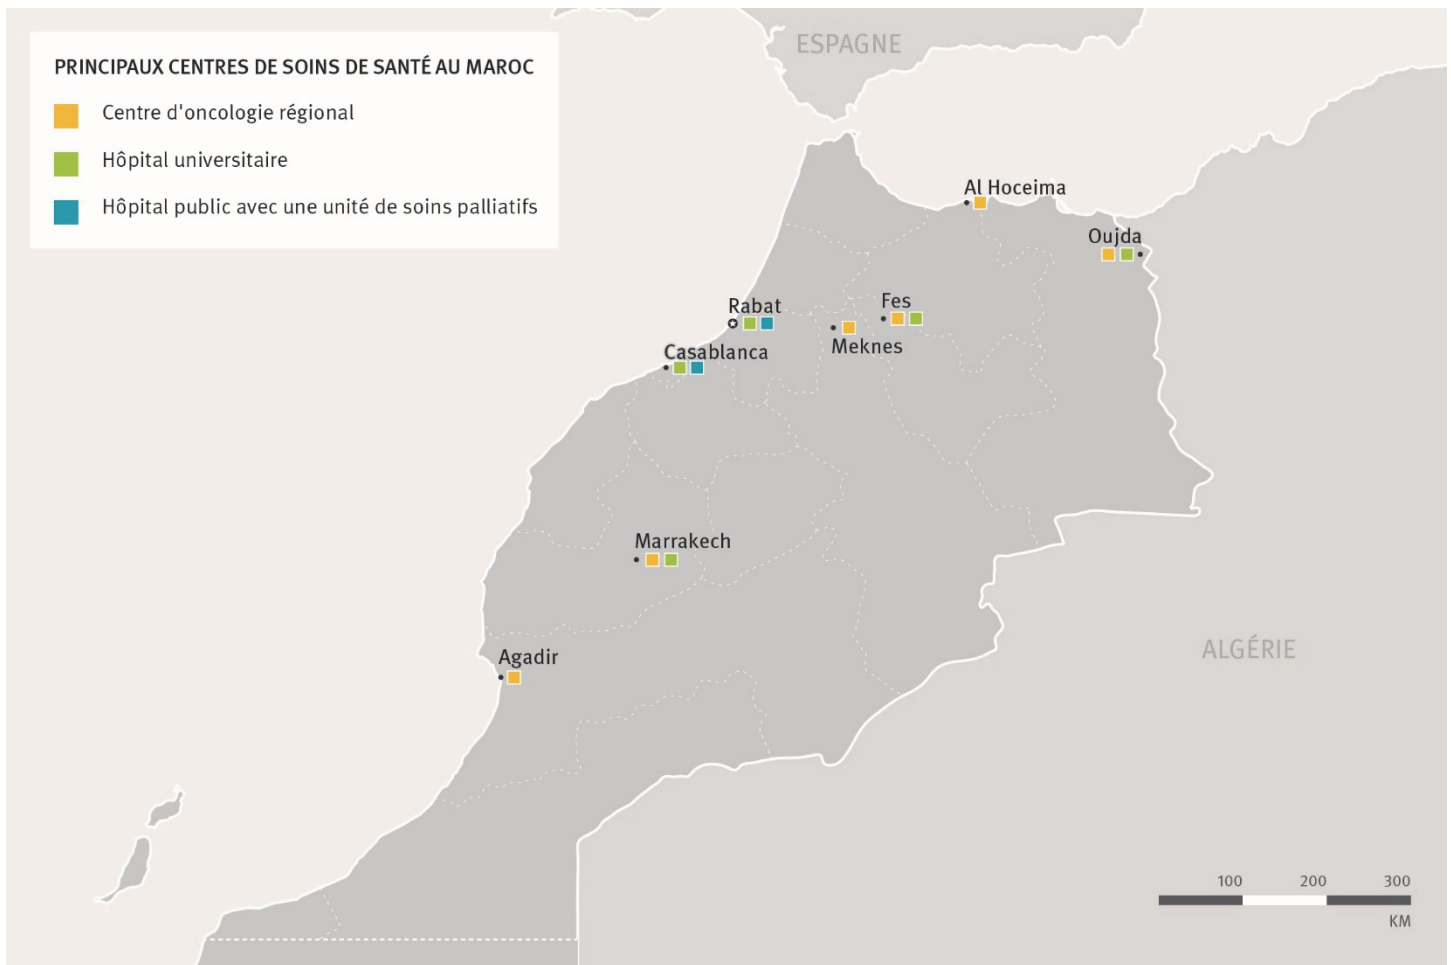 PRINCIPAUX CENTRES DE SOINS DE SANTÉ AU MAROC
Centre d'oncologie régional
Hôpital universitaire
Hôpital public avec une unité de soins palliatifs
ESPAGNE
Al Hoceima
Oujda
Rabat
Fes
Meknes
Casablanca
Marrakech
Agadir
ALGÉRIE
100 200 300
KM